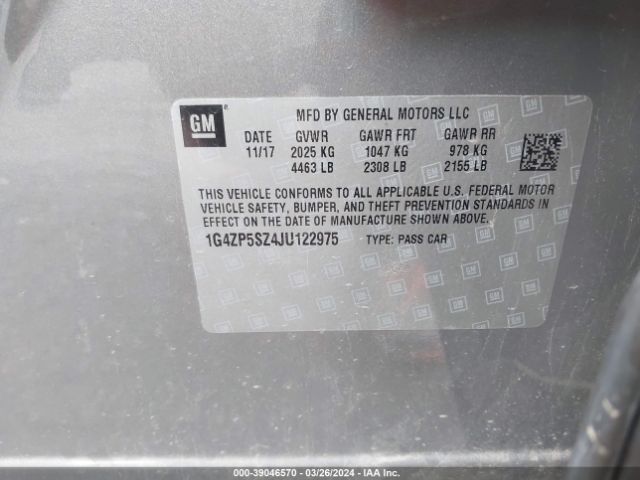 GM
MFD BY GENERAL MOTORS LLC
DATE GVWR GAWR FRT GAWR RR
11/17 2025 KG 1047 KG 978 KG
4463 LB 2308 LB 2155 LB
THIS VEHICLE CONFORMS TO ALL APPLICABLE U.S. FEDERAL MOTOR
VEHICLE SAFETY, BUMPER, AND THEFT PREVENTION STANDARDS IN
EFFECT ON THE DATE OF MANUFACTURE SHOWN ABOVE.
1G4ZP5SZ4JU122975 TYPE: PASS CAR
000-39046570 | 03/26/2024 | IAA Inc.